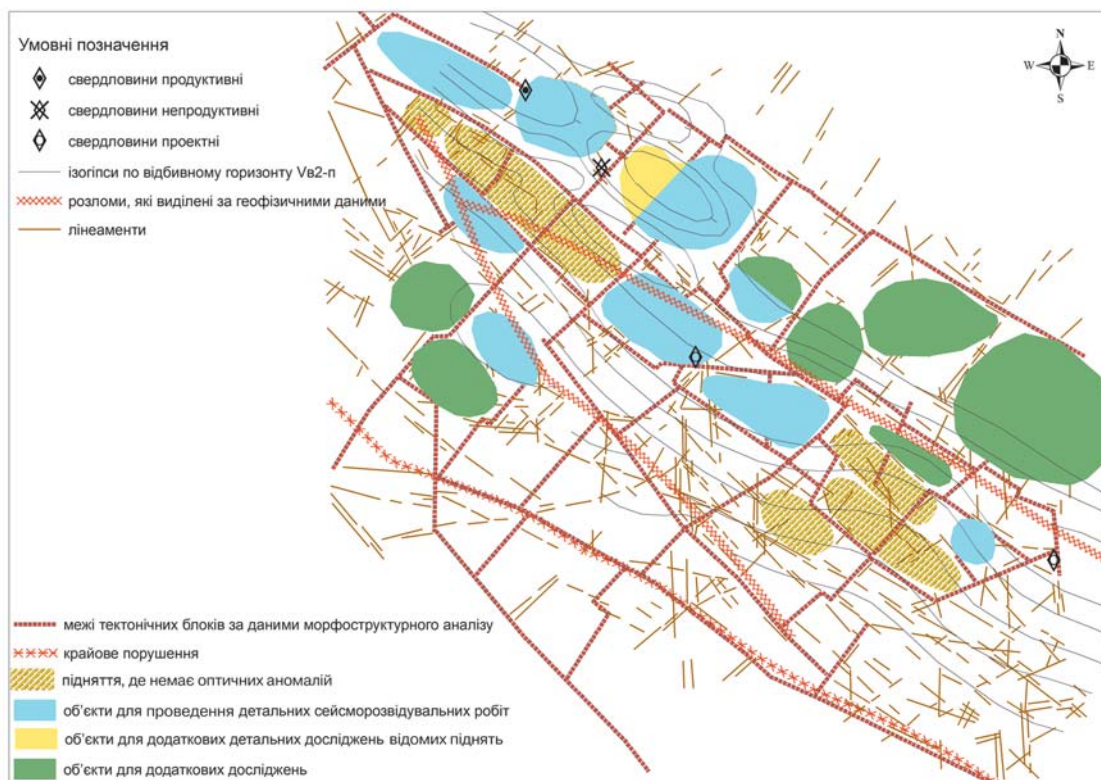 Умовні позначення
свердловини продуктивні
свердловини непродуктивні
свердловини проектні
ізогіпси по відбивному горизонту Vв2-п
розломи, які виділені за геофізичними даними
лінеаменти
N
W E
S
межі тектонічних блоків за даними морфоструктурного аналізу
крайове порушення
підняття, де немає оптичних аномалій
об'єкти для проведення детальних сейсморозвідувальних робіт
об'єкти для додаткових детальних досліджень відомих піднять
об'єкти для додаткових досліджень